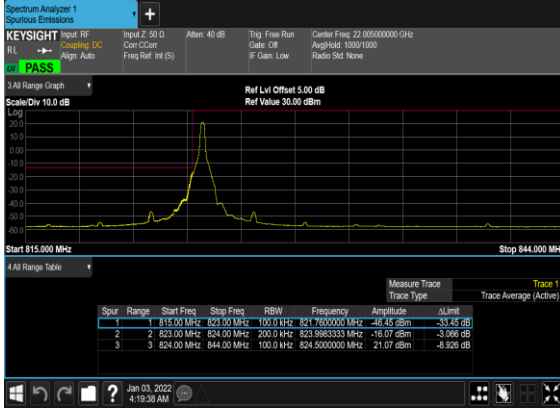 Spectrum Analyzer 1
Spurious Emissions
+
KEYSIGHT Input: RF Input Z: 50 Ω Atten: 40 dB Trig: Free Run Center Freq: 22.005000000 GHz
RL Coupling: DC Corr CCorr Gate: Off Avg|Hold: 1000/1000
Align: Auto Freq Ref: Int (S) IF Gain: Low Radio Std: None
PASS
3 All Range Graph
Ref Lvl Offset 5.00 dB
Scale/Div 10.0 dB Ref Value 30.00 dBm
Log
20.0
10.0
0.00
-10.0
-20.0
-30.0
-40.0
-50.0
-60.0
Start 815.000 MHz Stop 844.000 MH
4 All Range Table
Measure Trace Trace 1
Trace Type Trace Average (Active)
Spur Range Start Freq Stop Freq RBW Frequency Amplitude ΔLimit
1 1 815.00 MHz 823.00 MHz 100.0 kHz 821.7600000 MHz -46.45 dBm -33.45 dB
2 2 823.00 MHz 824.00 MHz 200.0 kHz 823.9983333 MHz -16.07 dBm -3.066 dB
3 3 824.00 MHz 844.00 MHz 100.0 kHz 824.5000000 MHz 21.07 dBm -8.926 dB
?
Jan 03, 2022
4:19:38 AM